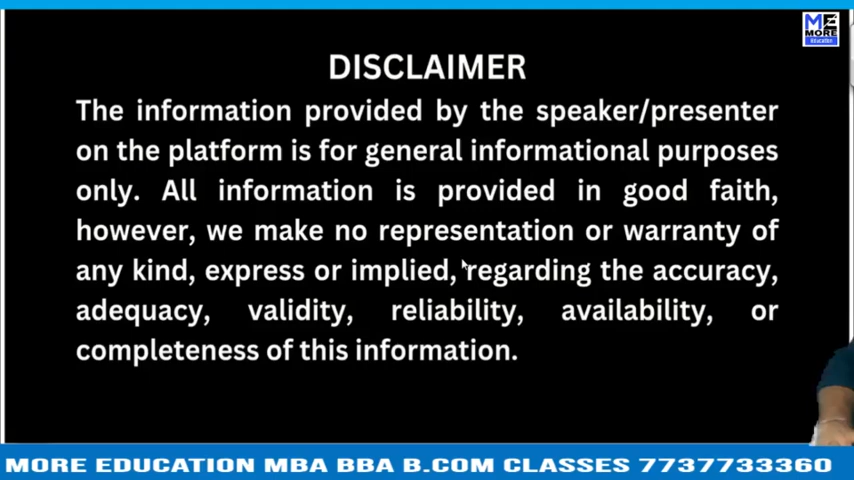 ME
MORE
Education
DISCLAIMER
The information provided by the speaker/presenter
on the platform is for general informational purposes
only. All information is provided in good faith,
however, we make no representation or warranty of
any kind, express or implied, regarding the accuracy,
adequacy, validity, reliability, availability, or
completeness of this information.
MORE EDUCATION MBA BBA B.COM CLASSES 7737733360